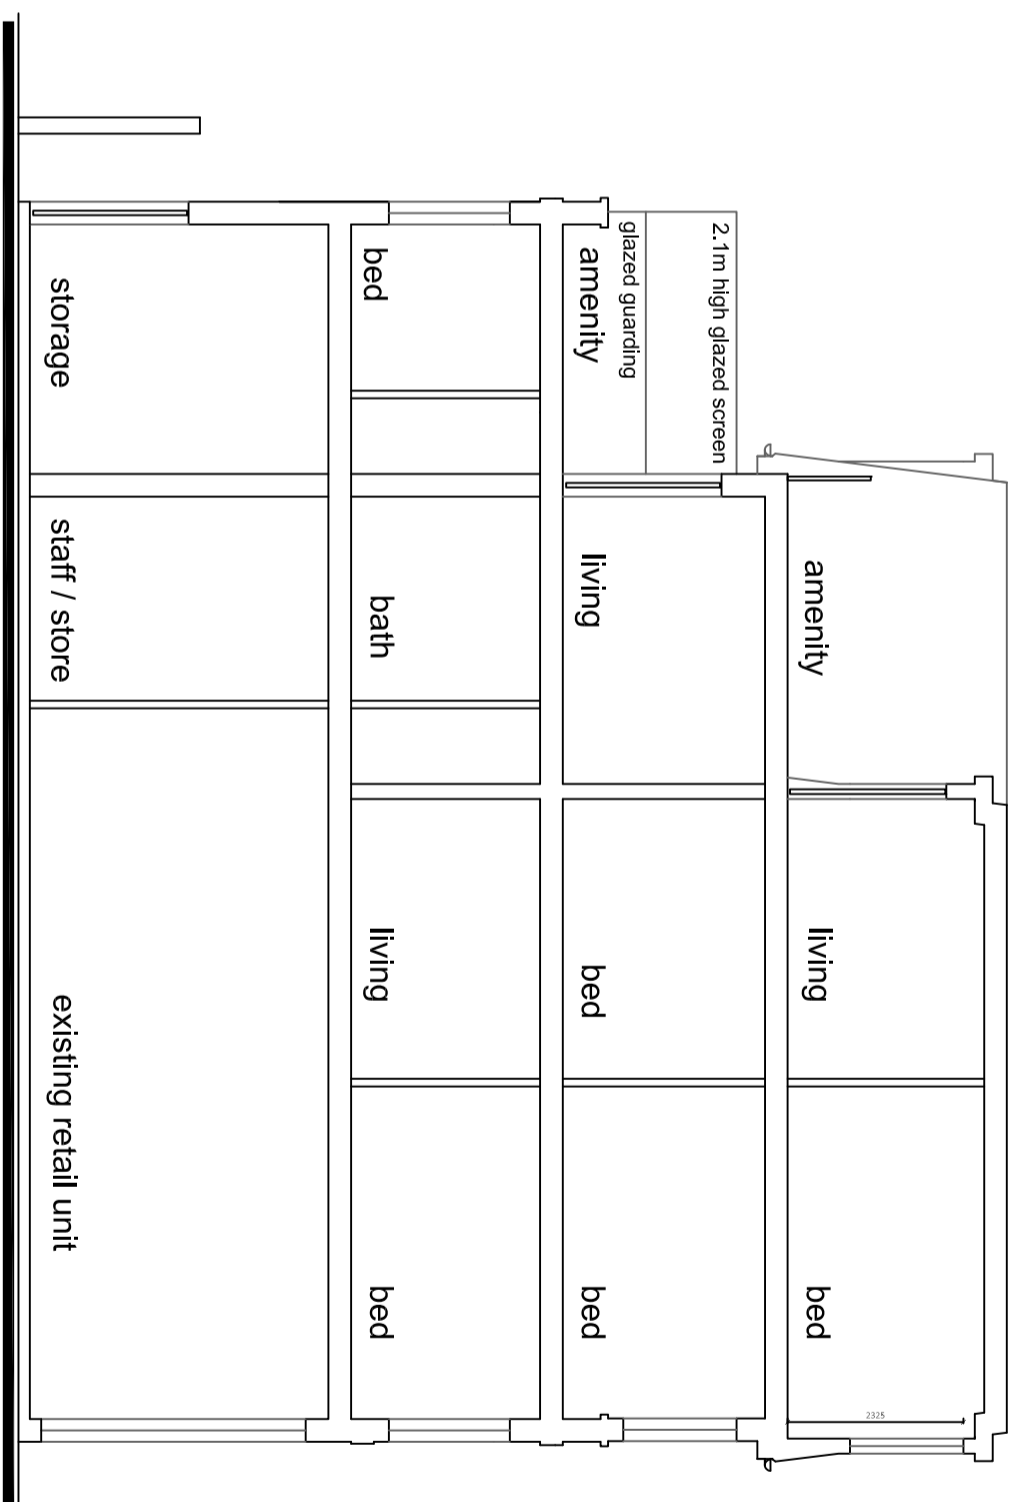 2.1m high glazed screen
glazed guarding
amenity
living
bed
2325
amenity
living
bed
bed
bed
bath
living
bed
storage
staff / store
existing retail unit